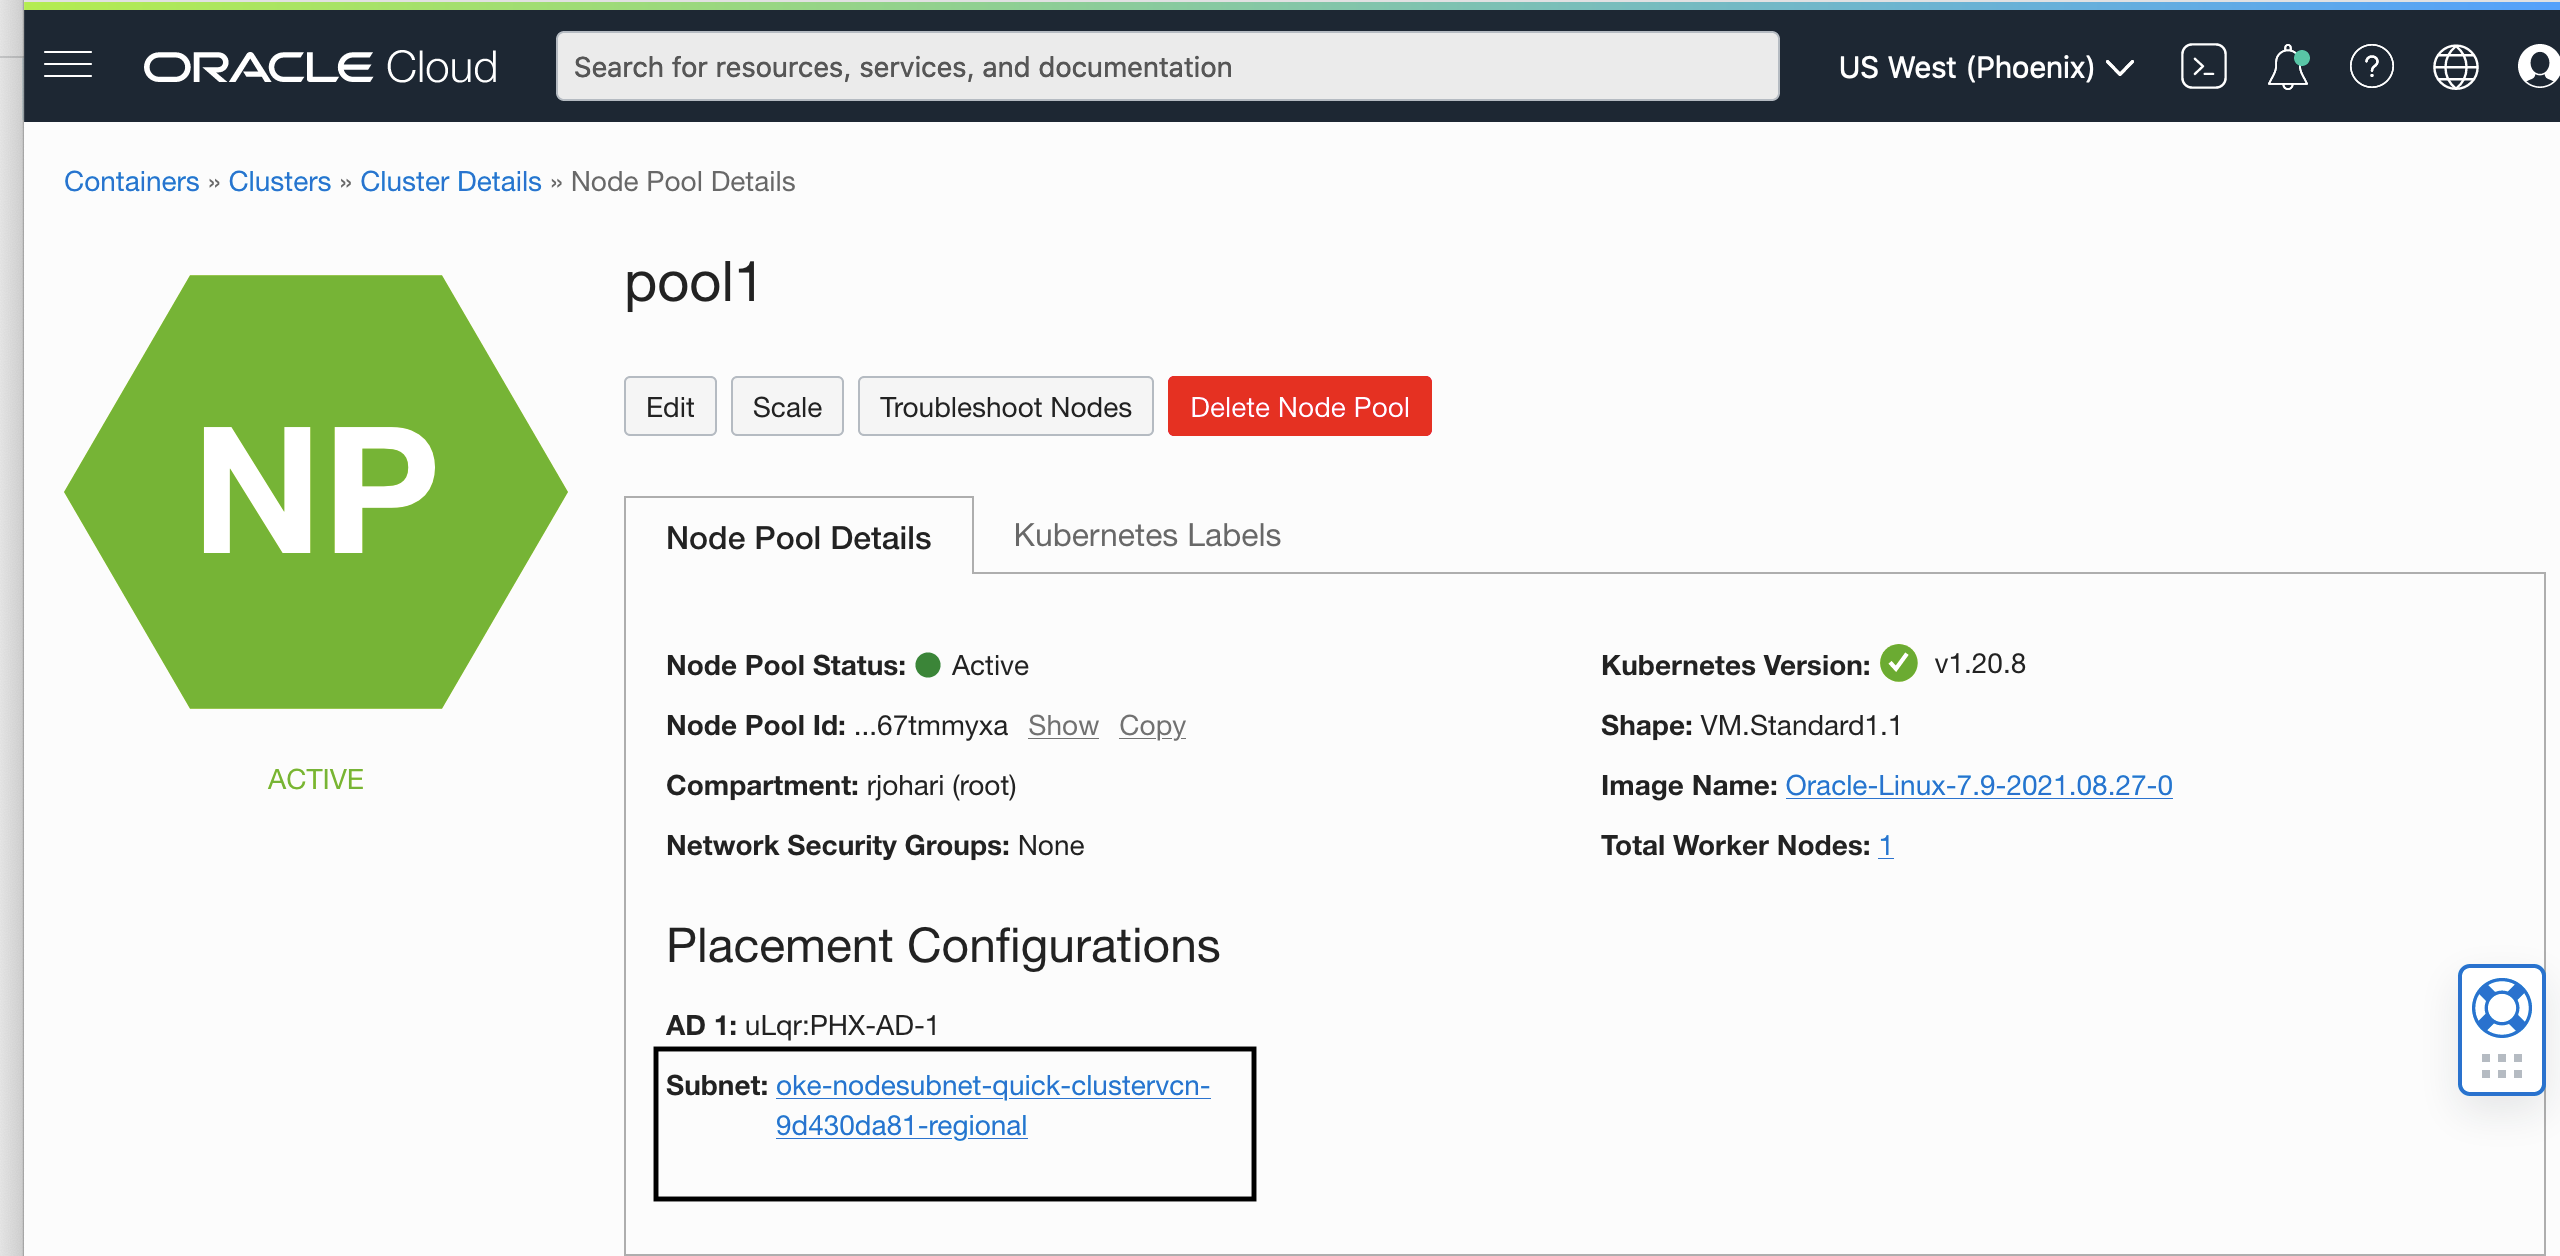 ORACLE Cloud
Search for resources, services, and documentation
US West (Phoenix)
Containers » Clusters » Cluster Details » Node Pool Details
NP
ACTIVE
pool1
Edit
Scale
Troubleshoot Nodes
Delete Node Pool
Node Pool Details
Kubernetes Labels
Node Pool Status: Active
Node Pool Id: ...67tmmyxa Show Copy
Compartment: rjohari (root)
Network Security Groups: None
Kubernetes Version: v1.20.8
Shape: VM.Standard1.1
Image Name: Oracle-Linux-7.9-2021.08.27-0
Total Worker Nodes: 1
Placement Configurations
AD 1: uLqr:PHX-AD-1
Subnet: oke-nodesubnet-quick-clustervcn-
9d430da81-regional